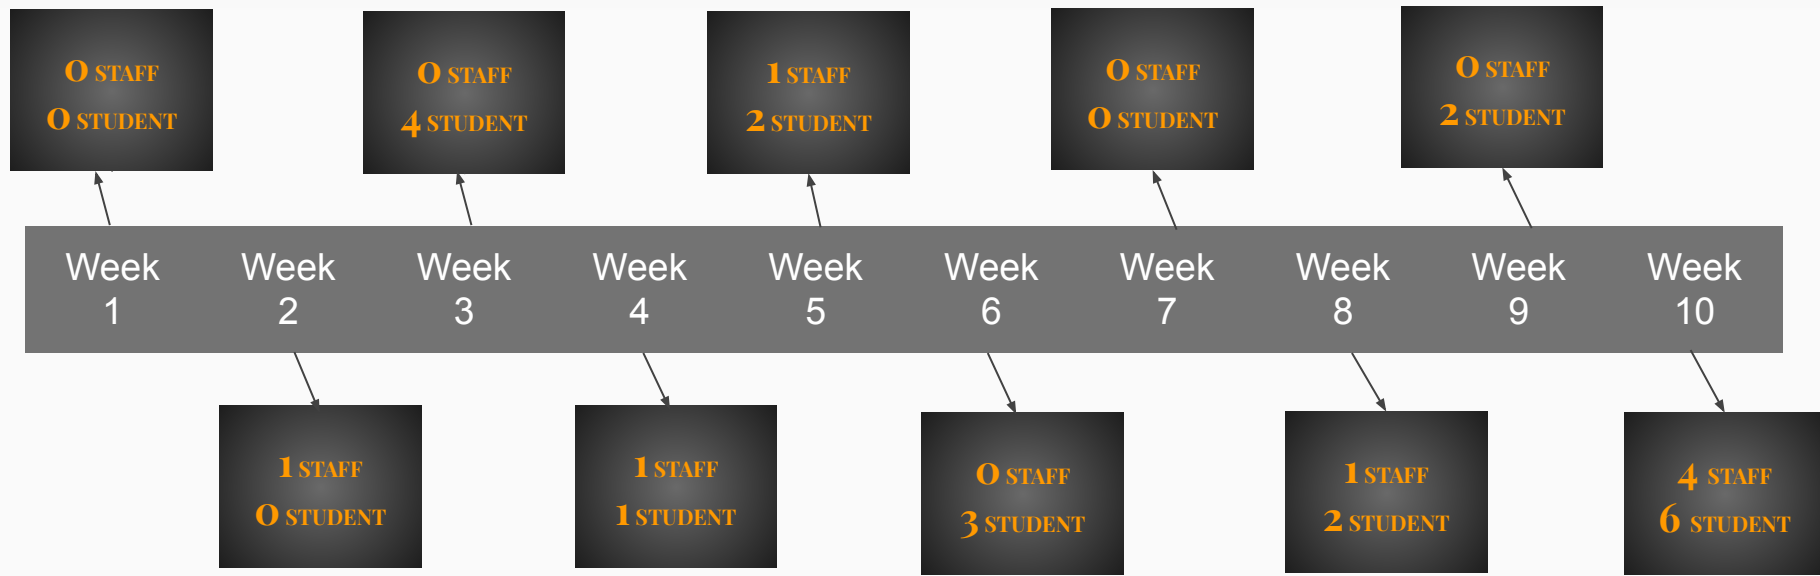 0 STAFF
0 STUDENT
0 STAFF
4 STUDENT
1 STAFF
2 STUDENT
0 STAFF
0 STUDENT
0 STAFF
2 STUDENT
Week
1
Week
2
Week
3
Week
4
Week
5
Week
6
Week
7
Week
8
Week
9
Week
10
1 STAFF
0 STUDENT
1 STAFF
1 STUDENT
0 STAFF
3 STUDENT
1 STAFF
2 STUDENT
4 STAFF
6 STUDENT